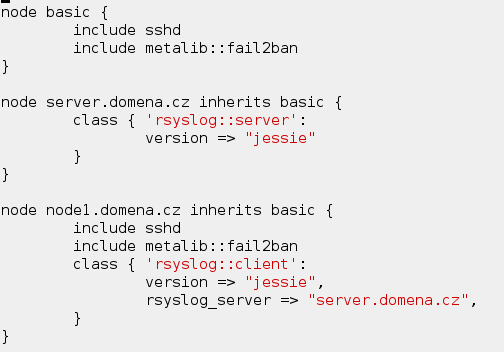 node basic {
        include sshd
        include metalib::fail2ban
}

node server.domena.cz inherits basic {
        class { 'rsyslog::server':
                version => "jessie"
        }
}

node node1.domena.cz inherits basic {
        include sshd
        include metalib::fail2ban
        class { 'rsyslog::client':
                version => "jessie",
                rsyslog_server => "server.domena.cz",
        }
}